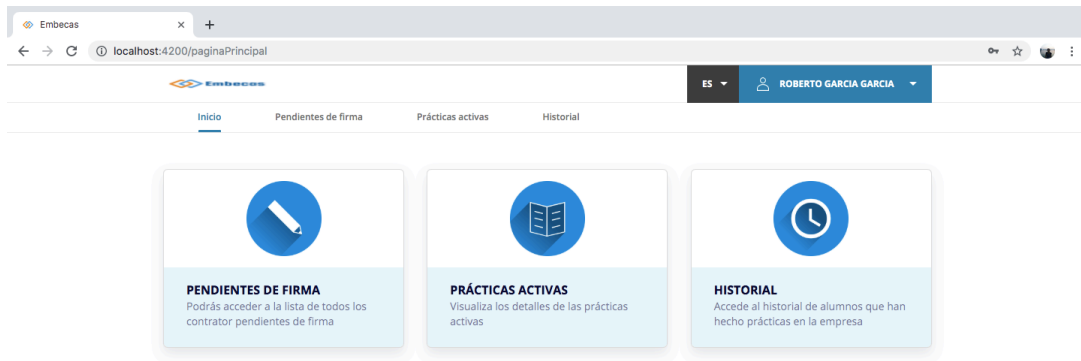 Embecas
localhost:4200/paginaPrincipal
Embecas
ES
ROBERTO GARCIA GARCIA
Inicio
Pendientes de firma
Prácticas activas
Historial
PENDIENTES DE FIRMA
Podrás acceder a la lista de todos los
contrator pendientes de firma
PRÁCTICAS ACTIVAS
Visualiza los detalles de las prácticas
activas
HISTORIAL
Accede al historial de alumnos que han
hecho prácticas en la empresa